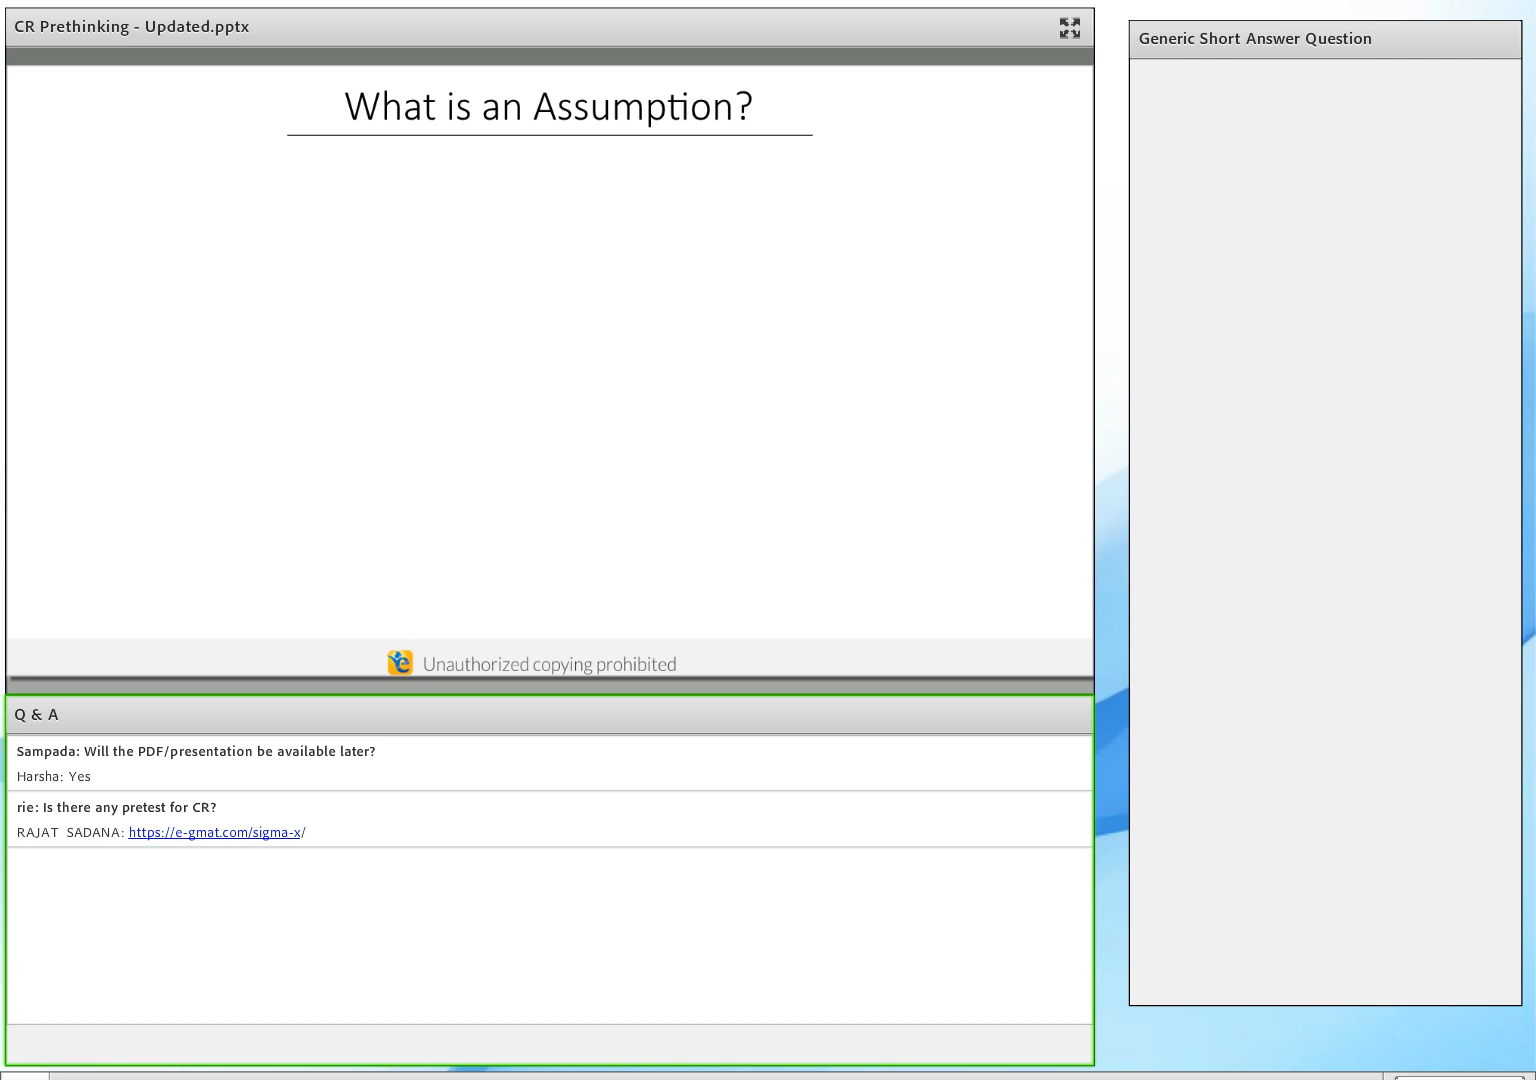 CR Prethinking - Updated.pptx
What is an Assumption?
Unauthorized copying prohibited
Q & A
Sampada: Will the PDF/presentation be available later?
Harsha: Yes
rie: Is there any pretest for CR?
RAJAT SADANA: https://e-gmat.com/sigma-x/
Generic Short Answer Question